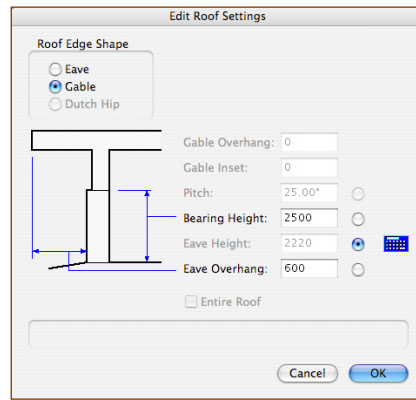 Edit Roof Settings
Roof Edge Shape
Eave
Gable
Dutch Hip
Gable Overhang: 0
Gable Inset: 0
Pitch: 25.00°
Bearing Height: 2500
Eave Height: 2220
Eave Overhang: 600
Entire Roof
Cancel OK